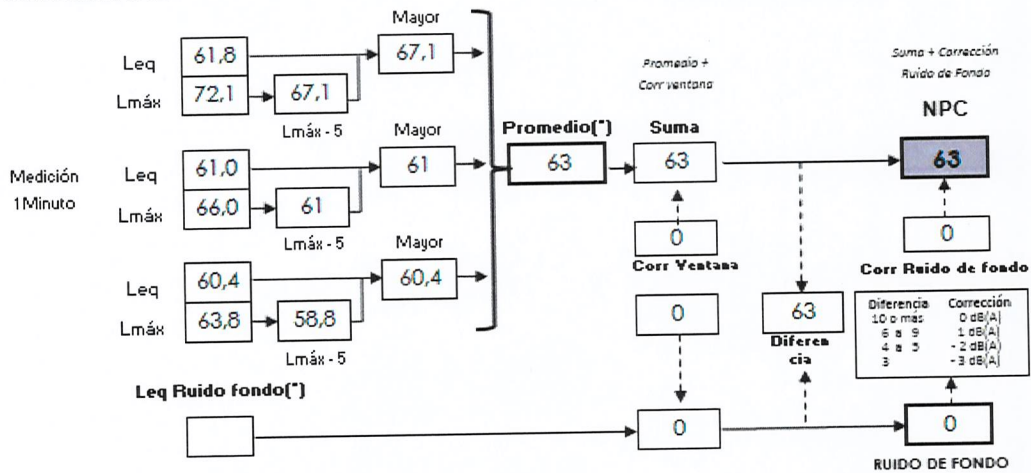 Mayor
Leq 61,8
67,1
Lmáx 72,1 67,1
Lmáx - 5
Promedio + Corr ventana
Suma + Corrección Ruido de Fondo
NPC
Medición 1Minuto
Mayor
Leq 61,0
61
Lmáx 66,0 61
Lmáx - 5
Promedio(*)
63
Suma
63
63
0
Corr Ventana
0
Corr Ruido de fondo
Mayor
Leq 60,4
60,4
Lmáx 63,8 58,8
Lmáx - 5
0
63
Diferen
cia
Diferencia Corrección
10 o más 0 dB(A)
6 a 9 1 dB(A)
4 a 5 - 2 dB(A)
3 - 3 dB(A)
Leq Ruido fondo(*)
0
0
RUIDO DE FONDO